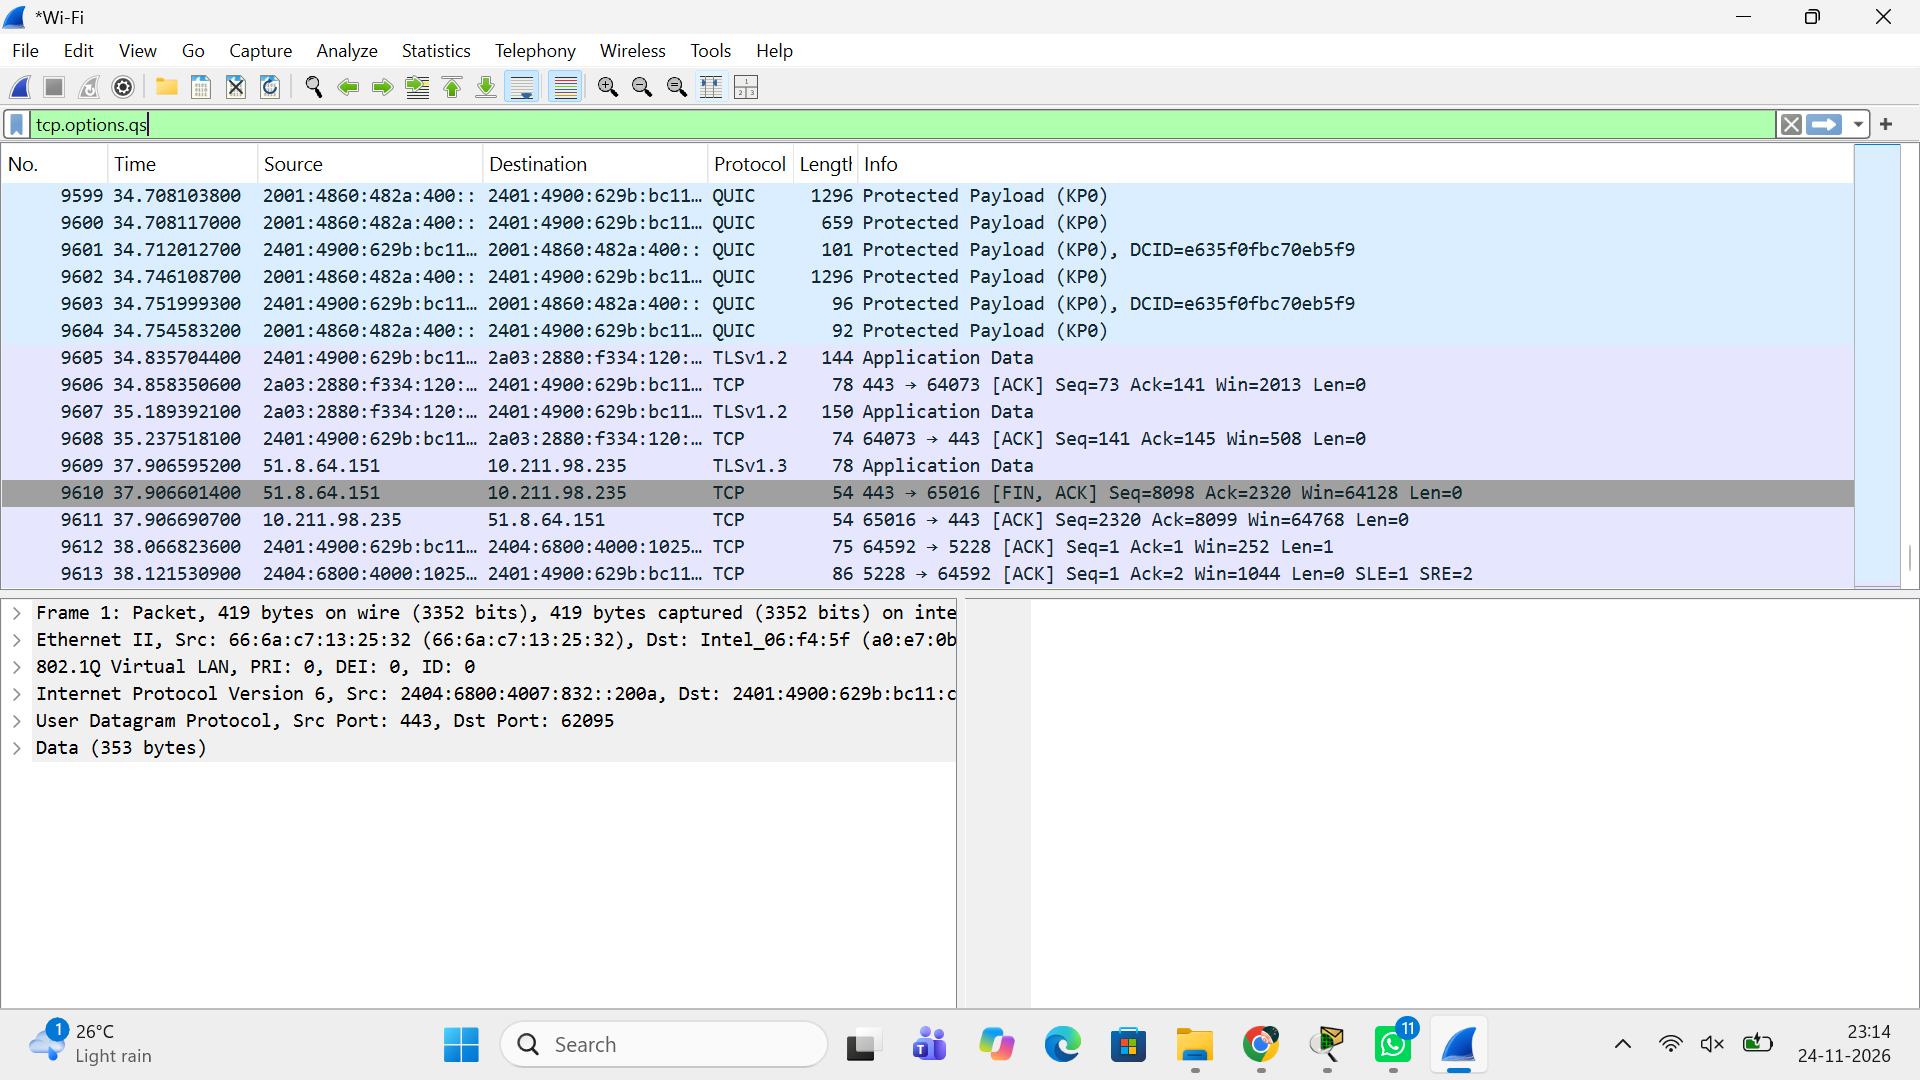 *Wi-Fi
File Edit View Go Capture Analyze Statistics Telephony Wireless Tools Help
tcp.options.qs
No. Time Source Destination Protocol Length Info
9599 34.708103800 2001:4860:482a:400:: 2401:4900:629b:bc11… QUIC 1296 Protected Payload (KP0)
9600 34.708117000 2001:4860:482a:400:: 2401:4900:629b:bc11… QUIC 659 Protected Payload (KP0)
9601 34.712012700 2401:4900:629b:bc11… 2001:4860:482a:400:: QUIC 101 Protected Payload (KP0), DCID=e635f0fbc70eb5f9
9602 34.746108700 2001:4860:482a:400:: 2401:4900:629b:bc11… QUIC 1296 Protected Payload (KP0)
9603 34.751999300 2401:4900:629b:bc11… 2001:4860:482a:400:: QUIC 96 Protected Payload (KP0), DCID=e635f0fbc70eb5f9
9604 34.754583200 2001:4860:482a:400:: 2401:4900:629b:bc11… QUIC 92 Protected Payload (KP0)
9605 34.835704400 2401:4900:629b:bc11… 2a03:2880:f334:120:… TLSv1.2 144 Application Data
9606 34.858350600 2a03:2880:f334:120:… 2401:4900:629b:bc11… TCP 78 443 → 64073 [ACK] Seq=73 Ack=141 Win=2013 Len=0
9607 35.189392100 2a03:2880:f334:120:… 2401:4900:629b:bc11… TLSv1.2 150 Application Data
9608 35.237518100 2401:4900:629b:bc11… 2a03:2880:f334:120:… TCP 74 64073 → 443 [ACK] Seq=141 Ack=145 Win=508 Len=0
9609 37.906595200 51.8.64.151 10.211.98.235 TLSv1.3 78 Application Data
9610 37.906601400 51.8.64.151 10.211.98.235 TCP 54 443 → 65016 [FIN, ACK] Seq=8098 Ack=2320 Win=64128 Len=0
9611 37.906690700 10.211.98.235 51.8.64.151 TCP 54 65016 → 443 [ACK] Seq=2320 Ack=8099 Win=64768 Len=0
9612 38.066823600 2401:4900:629b:bc11… 2404:6800:4000:1025… TCP 75 64592 → 5228 [ACK] Seq=1 Ack=1 Win=252 Len=1
9613 38.121530900 2404:6800:4000:1025… 2401:4900:629b:bc11… TCP 86 5228 → 64592 [ACK] Seq=1 Ack=2 Win=1044 Len=0 SLE=1 SRE=2
Frame 1: Packet, 419 bytes on wire (3352 bits), 419 bytes captured (3352 bits) on inte
Ethernet II, Src: 66:6a:c7:13:25:32 (66:6a:c7:13:25:32), Dst: Intel_06:f4:5f (a0:e7:0b
802.1Q Virtual LAN, PRI: 0, DEI: 0, ID: 0
Internet Protocol Version 6, Src: 2404:6800:4007:832::200a, Dst: 2401:4900:629b:bc11:c
User Datagram Protocol, Src Port: 443, Dst Port: 62095
Data (353 bytes)
1
26°C
Light rain
Search
11
23:14
24-11-2026